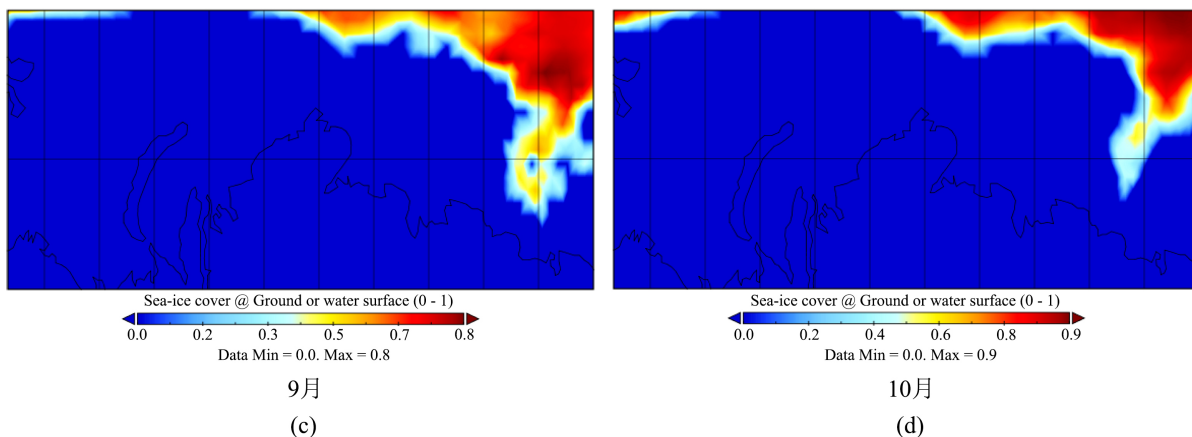 Sea-ice cover @ Ground or water surface (0 - 1)
0.0 0.2 0.3 0.5 0.7 0.8
Data Min = 0.0. Max = 0.8
9月
(c)
Sea-ice cover @ Ground or water surface (0 - 1)
0.0 0.2 0.4 0.6 0.8 0.9
Data Min = 0.0. Max = 0.9
10月
(d)